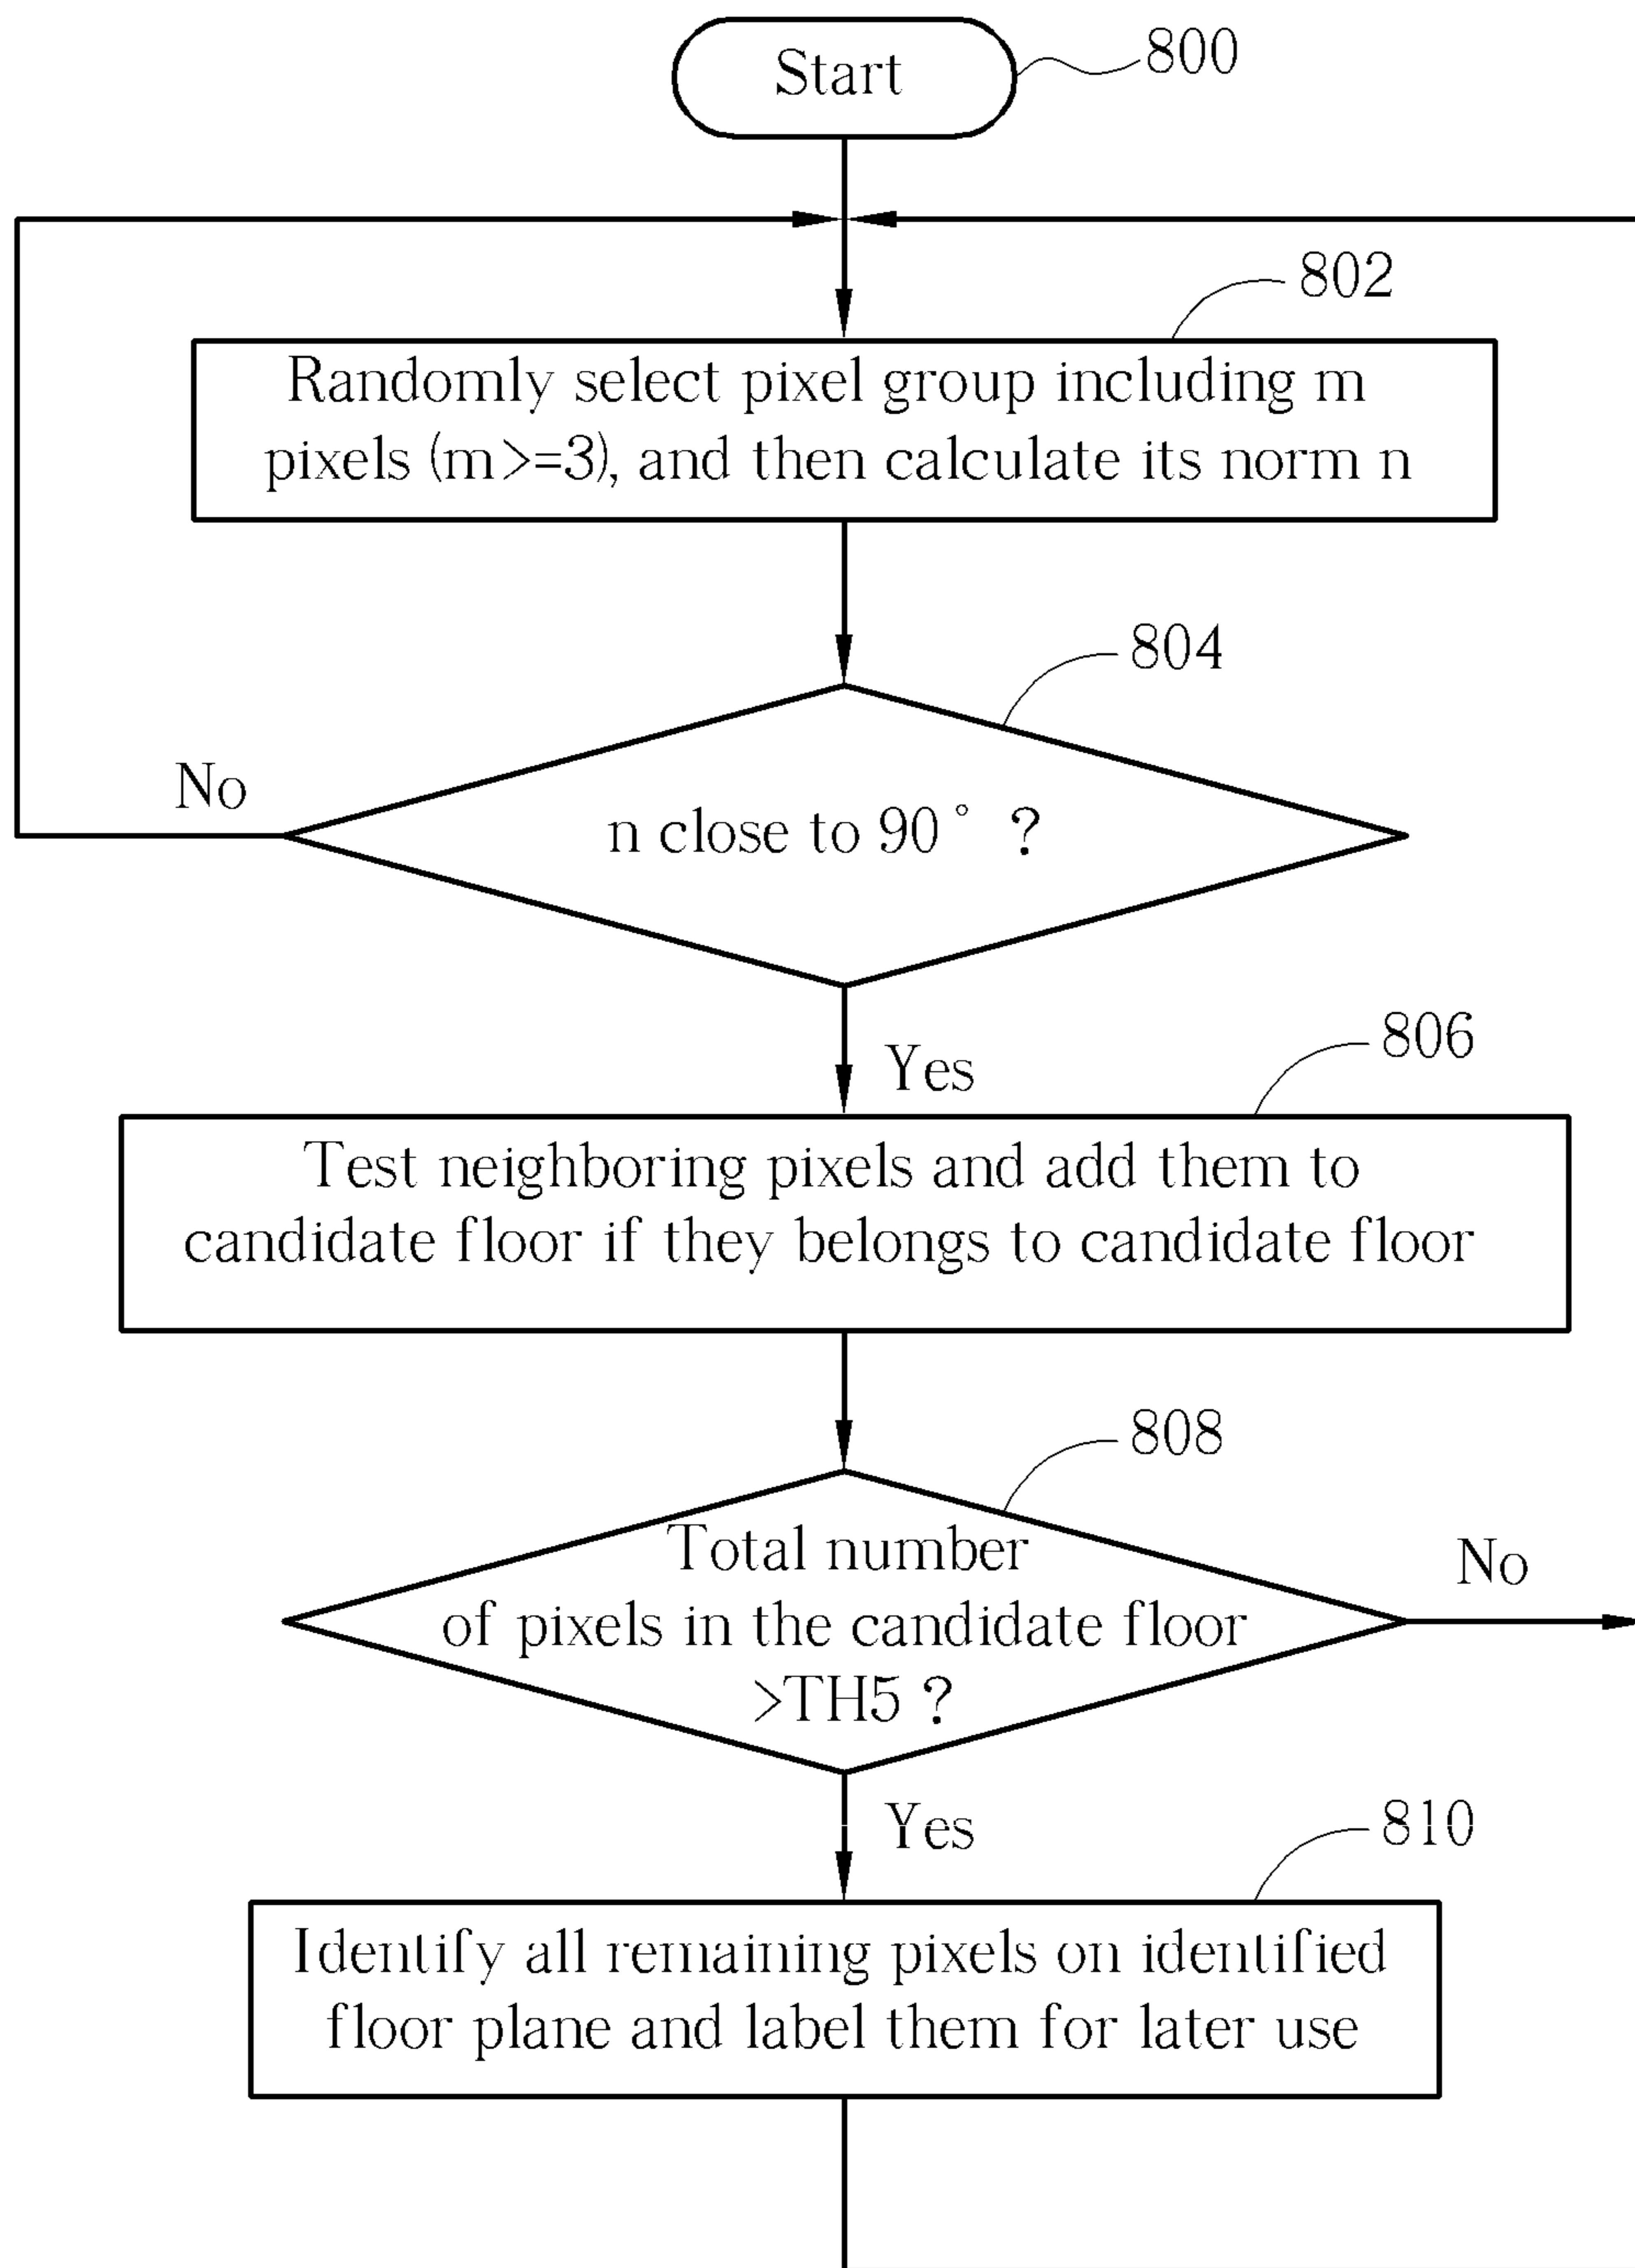 Start
800
802
Randomly select pixel group including m
pixels (m>=3), and then calculate its norm n
804
No
n close to 90° ?
806
Yes
Test neighboring pixels and add them to
candidate floor if they belongs to candidate floor
808
Total number
No
of pixels in the candidate floor
>TH5 ?
Yes
810
Identify all remaining pixels on identified
floor plane and label them for later use